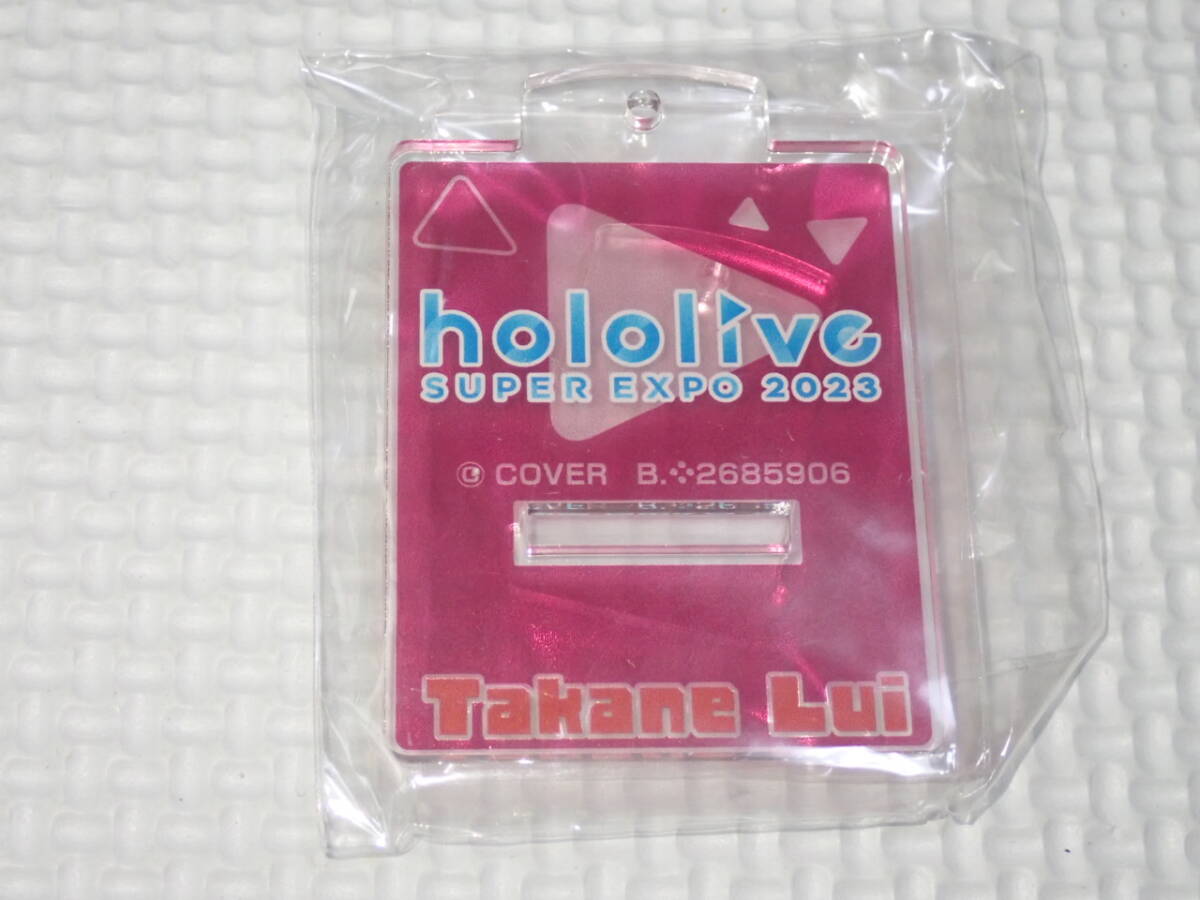 hololive
SUPER EXPO 2023
© COVER B.2685906
Takane Lui